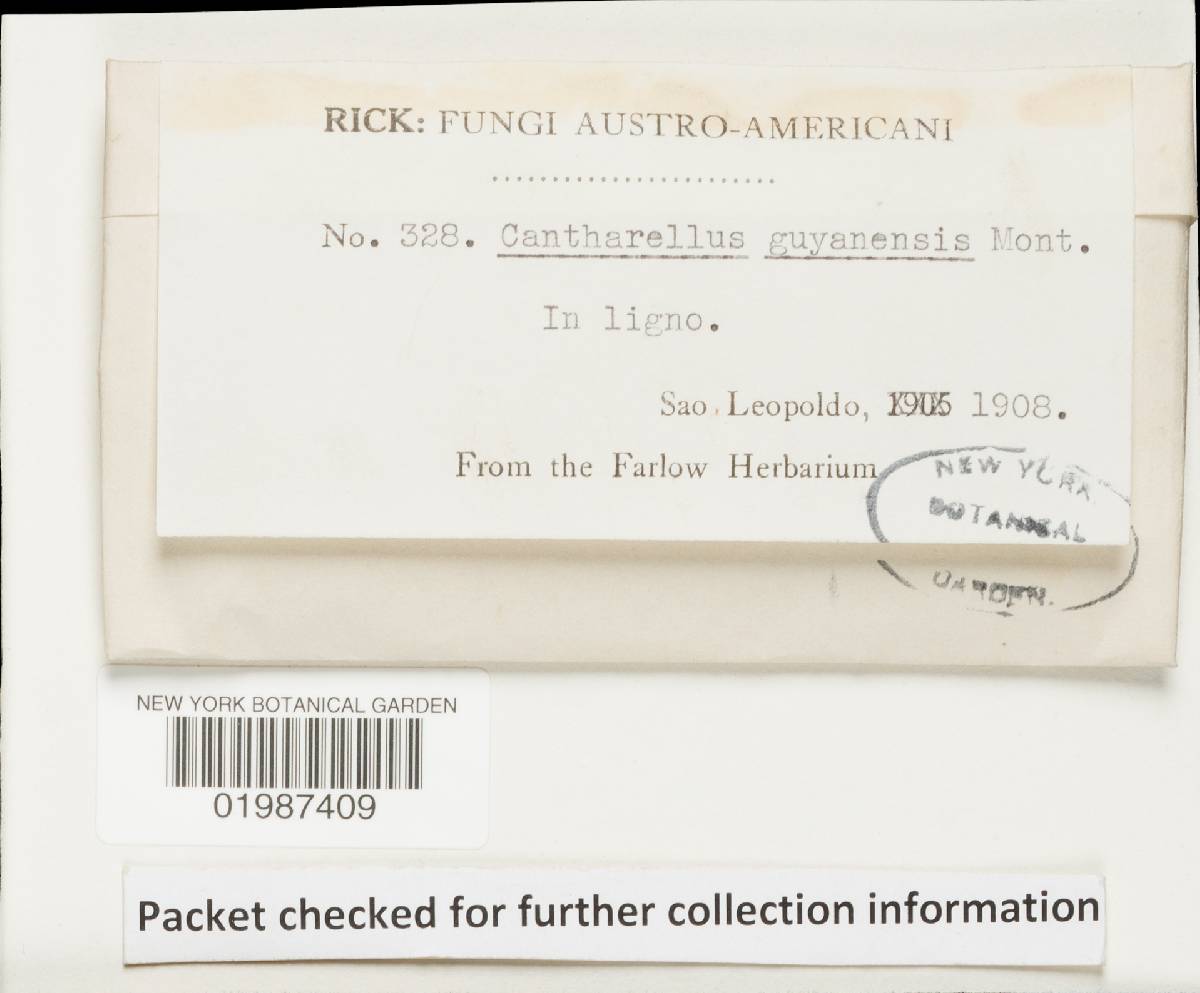 RICK: FUNGI AUSTRO-AMERICANI
........................
No. 328. Cantharellus guyanensis Mont.
In ligno.
Sao Leopoldo, 1905 1908.
From the Farlow Herbarium
NEW YORK
BOTANICAL
GARDEN.
NEW YORK BOTANICAL GARDEN
01987409
Packet checked for further collection information